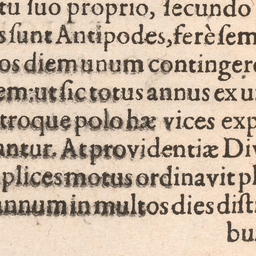 tu ſuo proprio, ſecundo
s ſunt Antipodes, ferè ſem
os diem unum contingere
em: ut ſic totus annus ex u
troque polo hæ vices exp
antur. At providentiæ Div
plices motus ordinavit pl
annum in multos dies diſt
bu